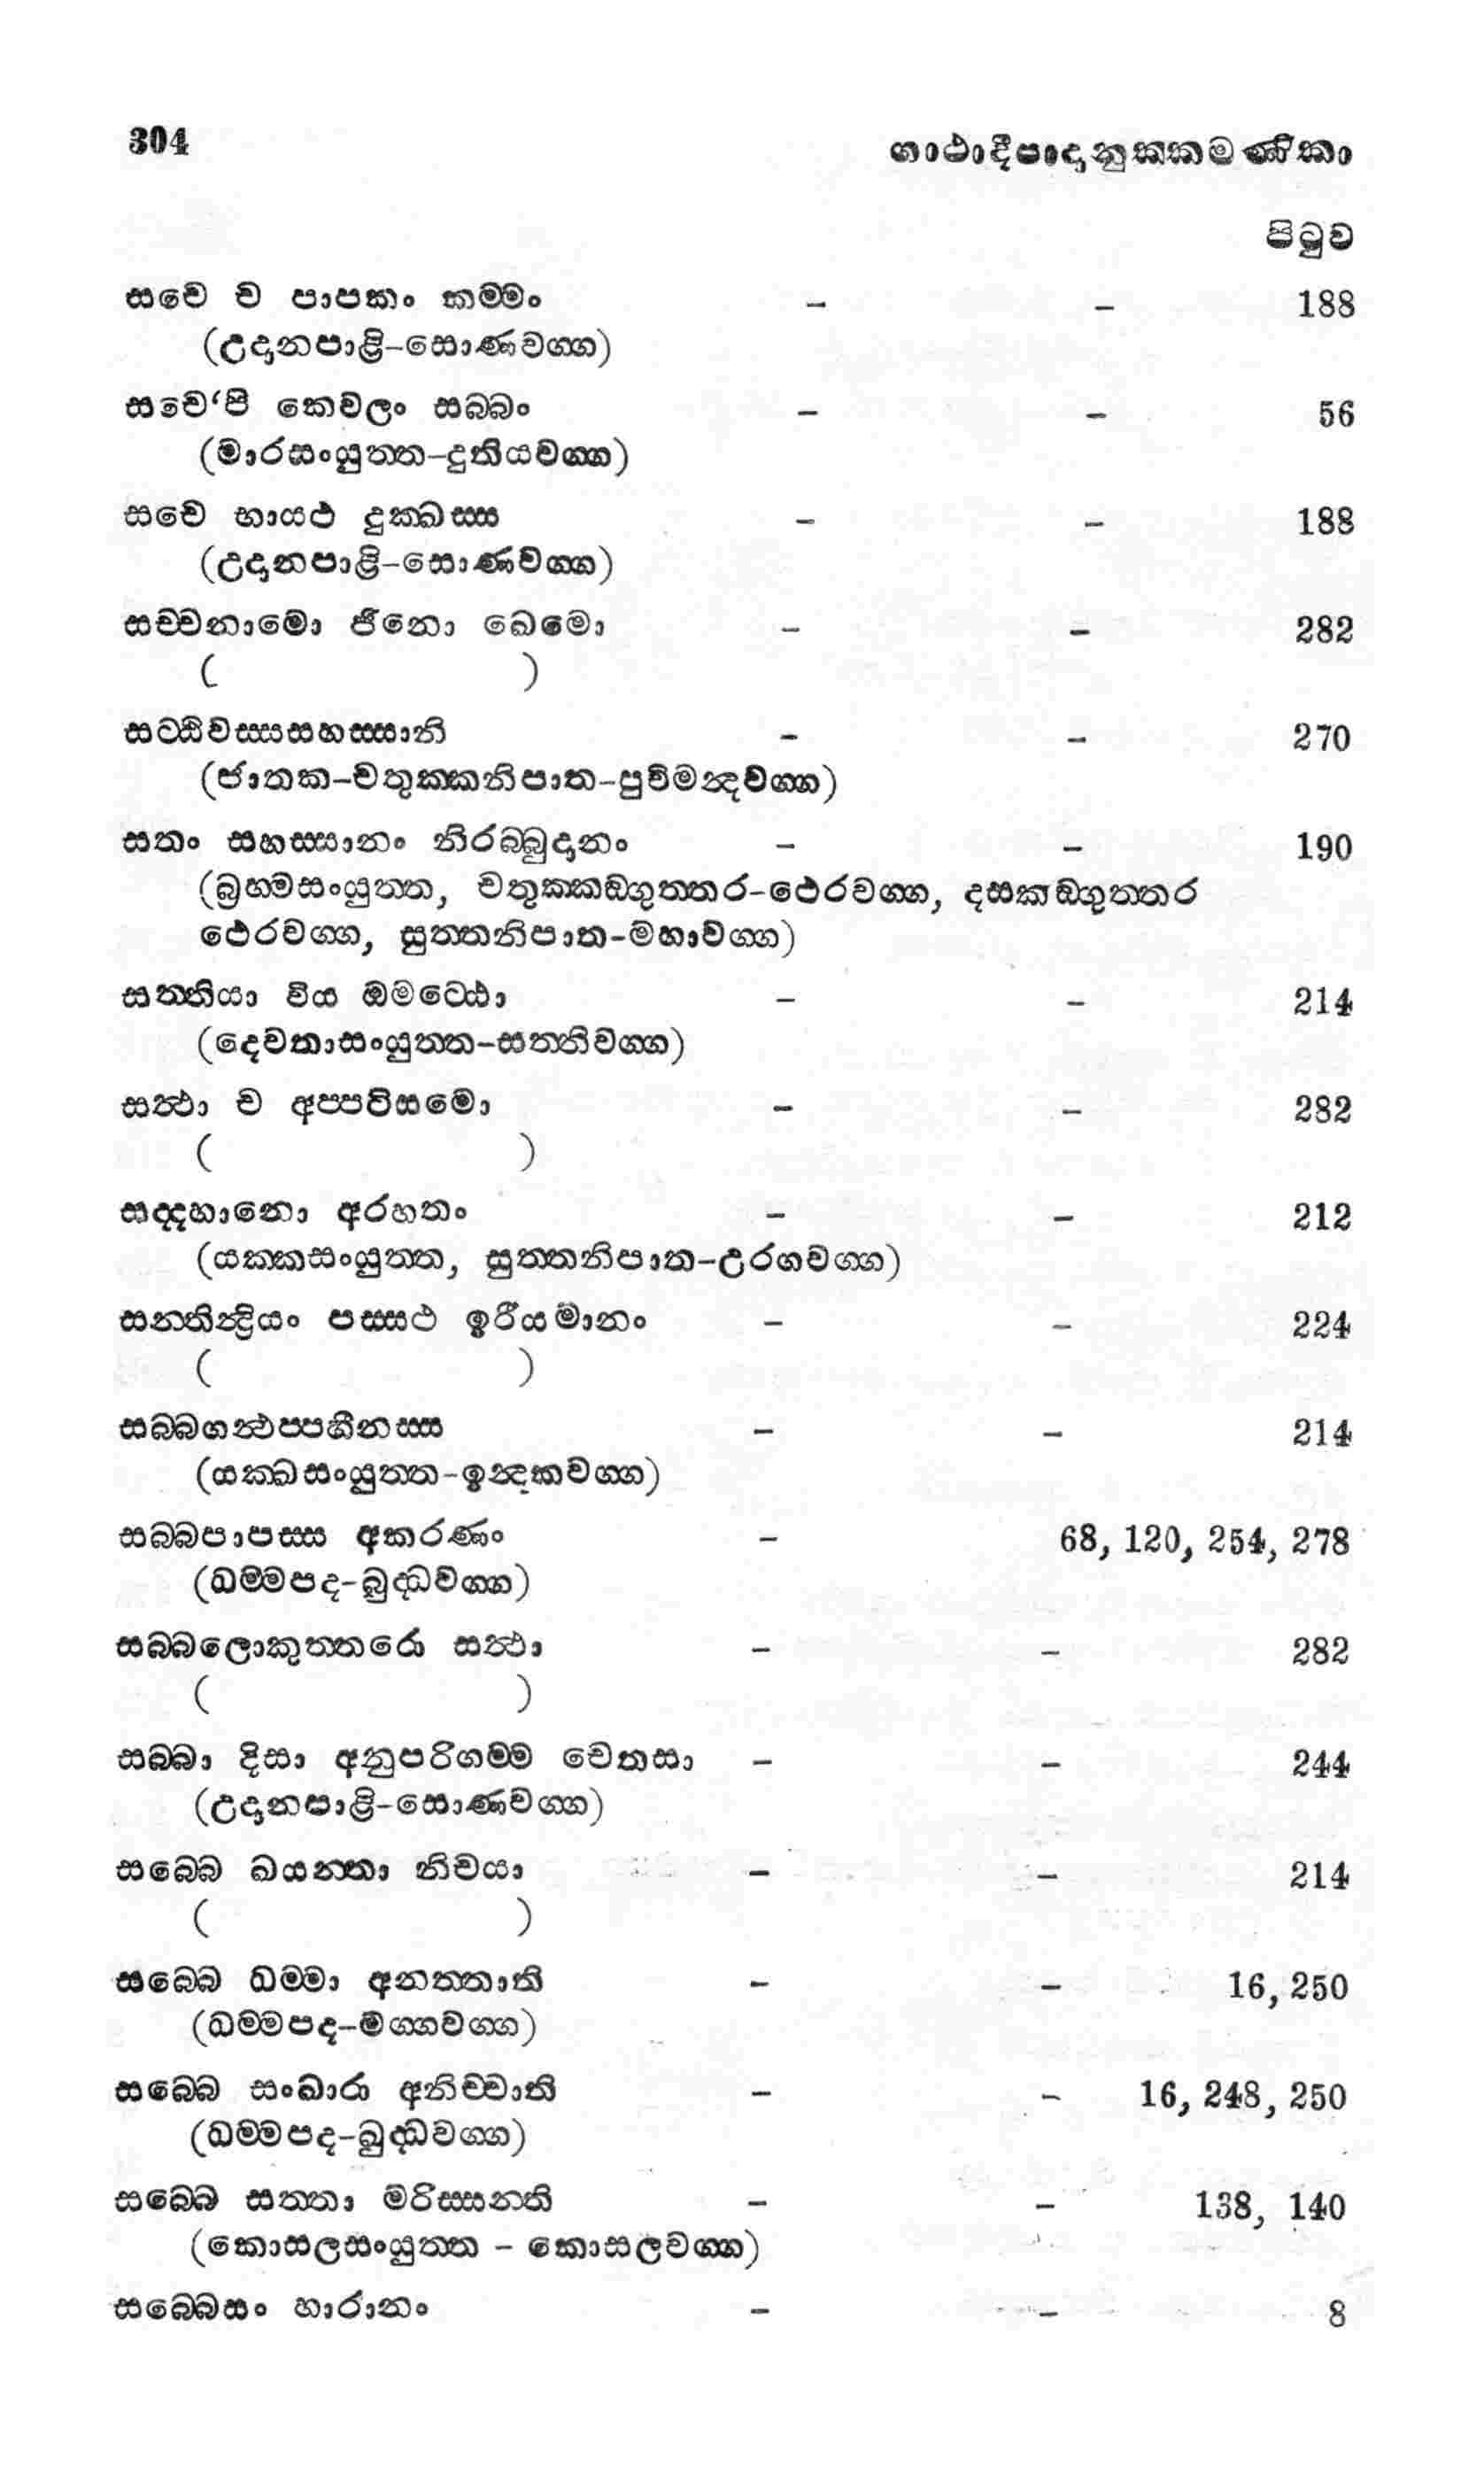 304 ගාථාදීපාදානුක්කමණිකා
පිටුව
සචෙ ච පාපකං කම්මං - - 188
(උදානපාළි-සොණවග්ග)
සචෙ‘පි කෙවලං සබ්බං - - 56
(මාරසංයුත්ත-දුතියවග්ග)
සචෙ භායථ දුක්ඛස්ස - - 188
(උදානපාළි-සොණවග්ග)
සච්චනාමො ජිනො ඛෙමො - - 282
( )
සට්ඨිවස්සසහස්සානි - - 270
(ජාතක-චතුක්කනිපාත-පුචිමන්දවග්ග)
සතං සහස්සානං නිරබ්බුදානං - - 190
(බ්‍රහ්මසංයුත්ත, චතුක්කඞ්ගුත්තර-ථෙරවග්ග, දසකඞ්ගුත්තර
ථෙරවග්ග, සුත්තනිපාත-මහාවග්ග)
සත්තියා විය ඔමට්ඨො - - 214
(දෙවතාසංයුත්ත-සත්තිවග්ග)
සත්ථා ච අප්පටිසමො - - 282
( )
සද්දහානො අරහතං - - 212
(යක්කසංයුත්ත, සුත්තනිපාත-උරගවග්ග)
සන්තින්ද්‍රියං පස්සථ ඉරීයමානං - - 224
( )
සබ්බගන්ථප්පහීනස්ස - - 214
(යක්ඛසංයුත්ත-ඉන්දකවග්ග)
සබ්බපාපස්ස අකරණං - 68, 120, 254, 278
(ධම්මපද-බුද්ධවග්ග)
සබ්බලොකුත්තරො සත්ථා - - 282
( )
සබ්බා දිසා අනුපරිගම්ම චෙතසා - - 244
(උදානපාළි-සොණවග්ග)
සබ්බෙ ඛයන්තා නිචයා - - 214
( )
සබ්බෙ ධම්මා අනත්තාති - - 16, 250
(ධම්මපද-මග්ගවග්ග)
සබ්බෙ සංඛාරා අනිච්චාති - - 16, 248, 250
(ධම්මපද-බුද්ධවග්ග)
සබ්බෙ සත්තා මරිස්සන්ති - - 138, 140
(කොසලසංයුත්ත - කොසලවග්ග)
සබ්බෙසං භාරානං - - 8